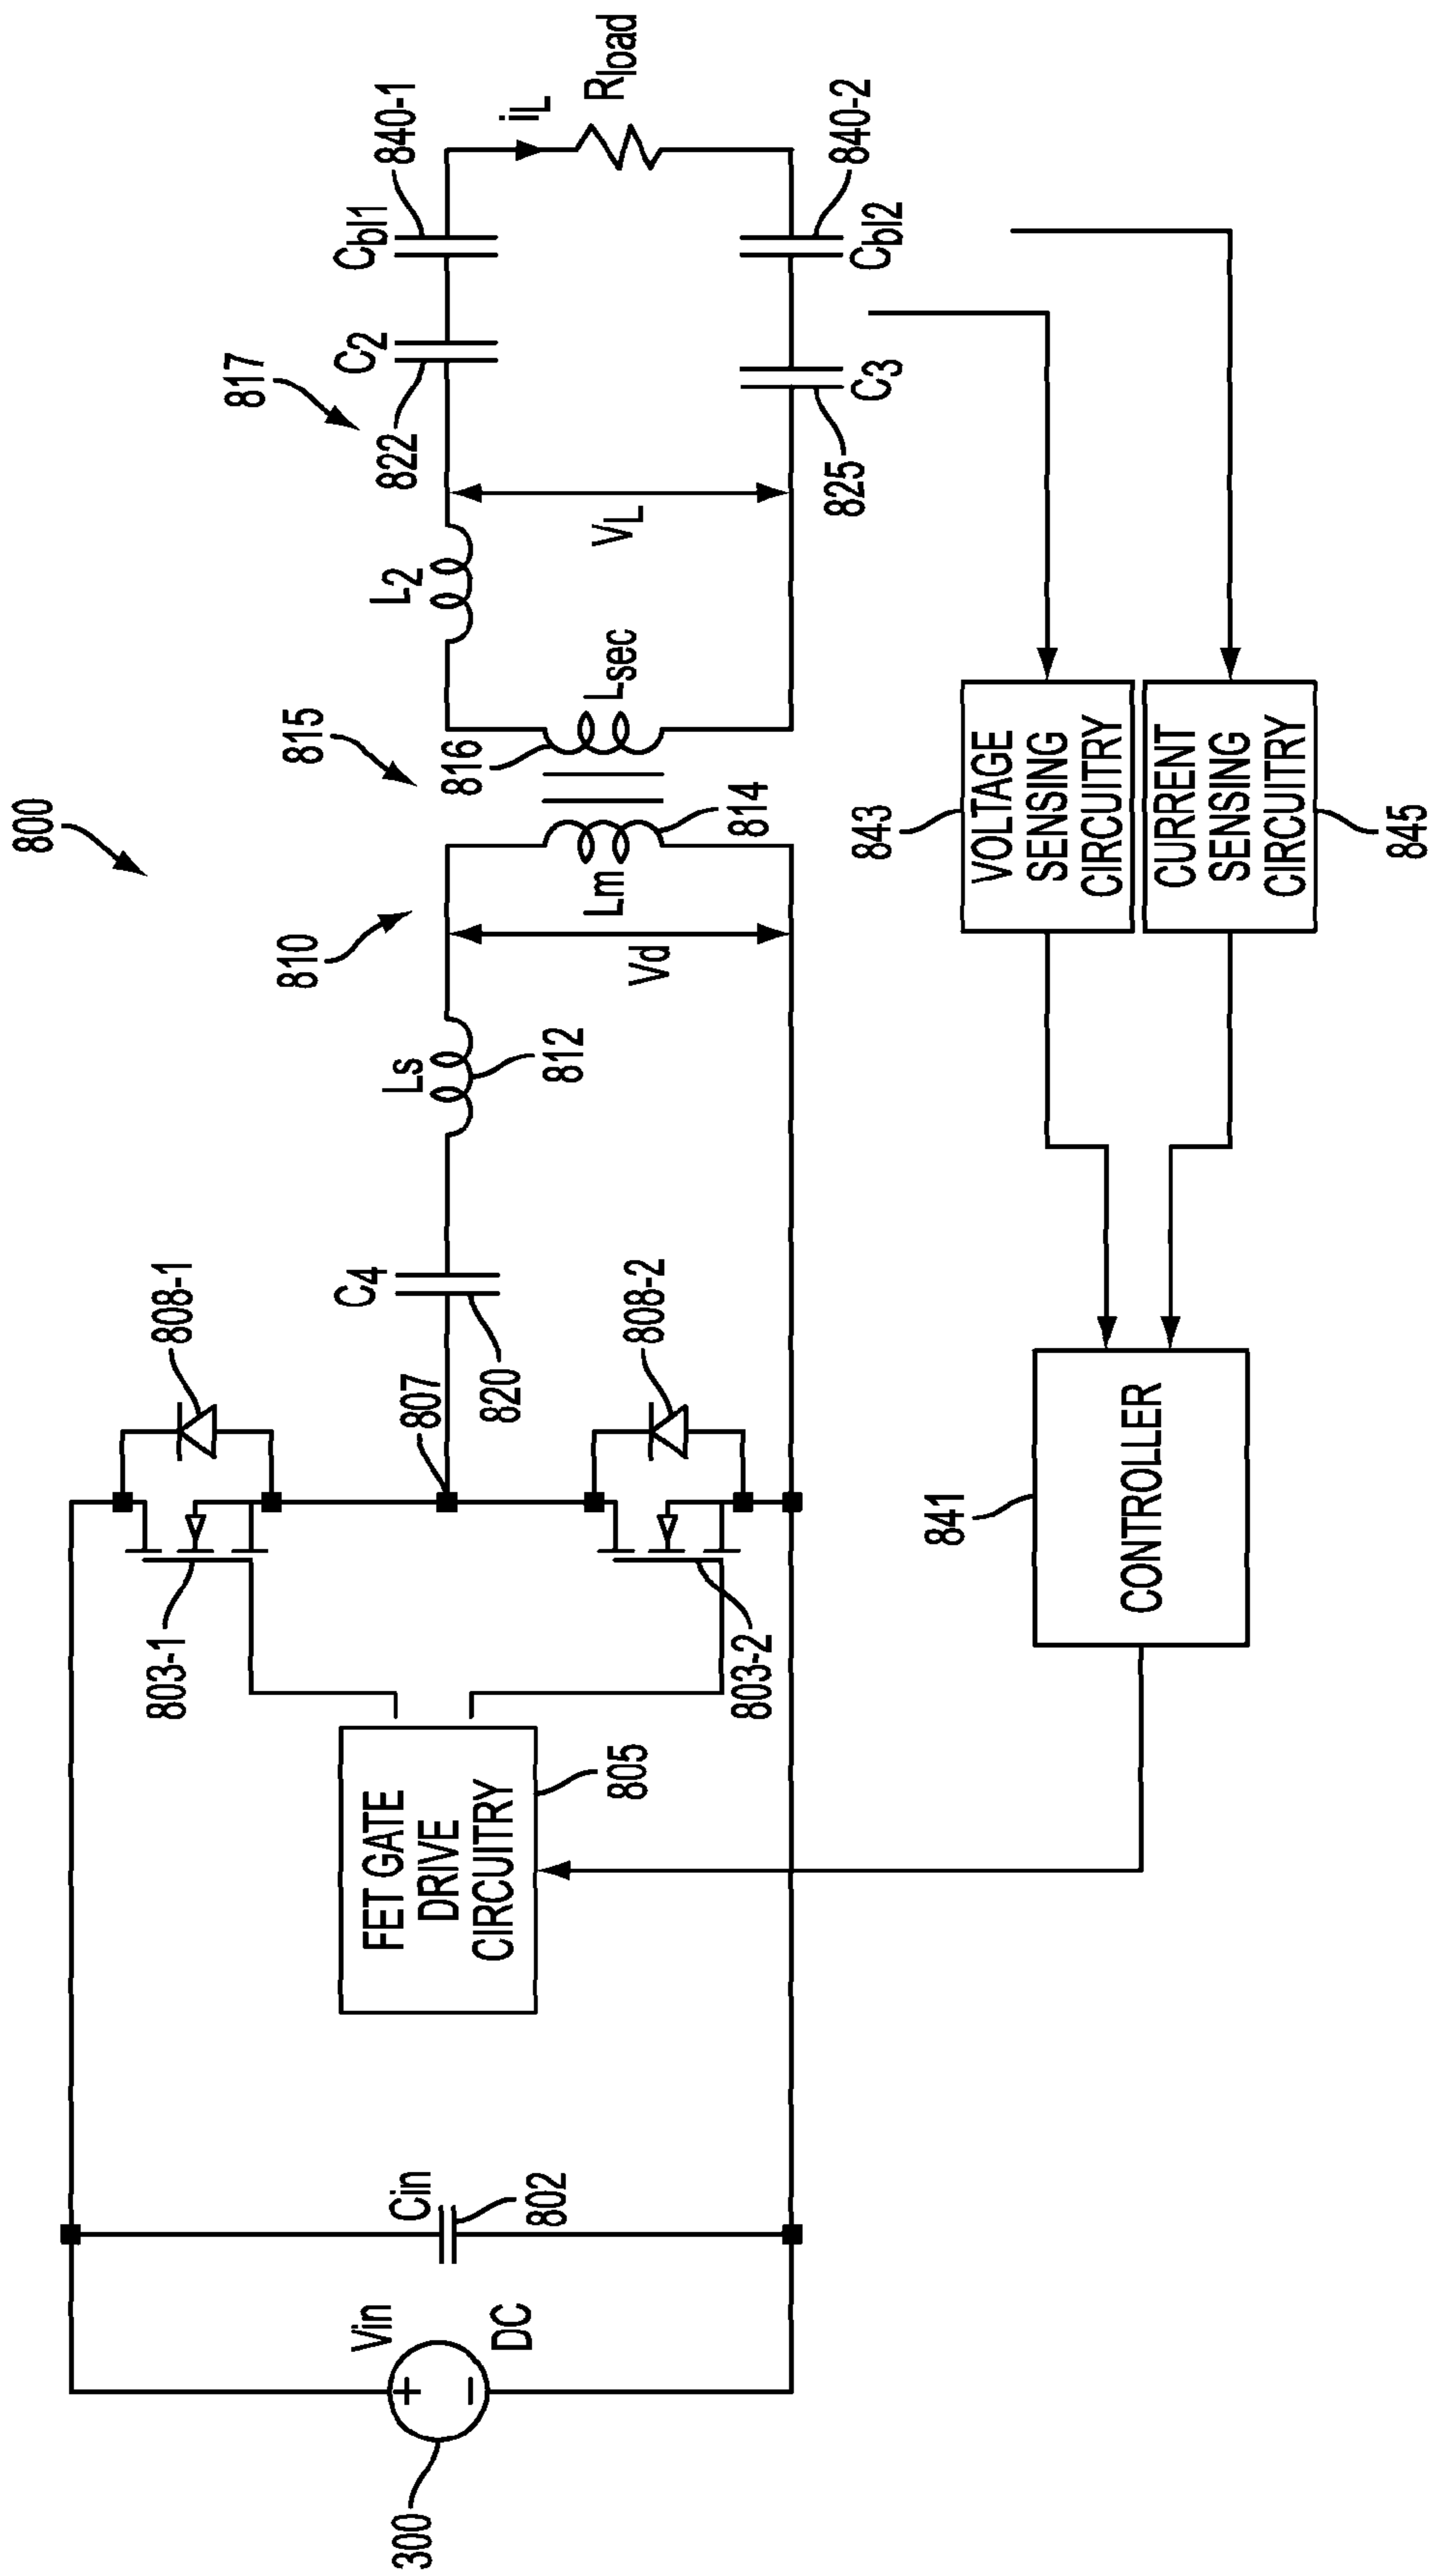 800
810
815
817
300
Vin
DC
Cin
802
FET GATE
DRIVE
CIRCUITRY
805
803-1
803-2
808-1
808-2
807
C4
820
Ls
812
Vd
Lm
814
816
Lsec
L2
VL
C2
822
Cbl1
840-1
iL
Rload
C3
825
Cbl2
840-2
CONTROLLER
841
VOLTAGE
SENSING
CIRCUITRY
843
CURRENT
SENSING
CIRCUITRY
845